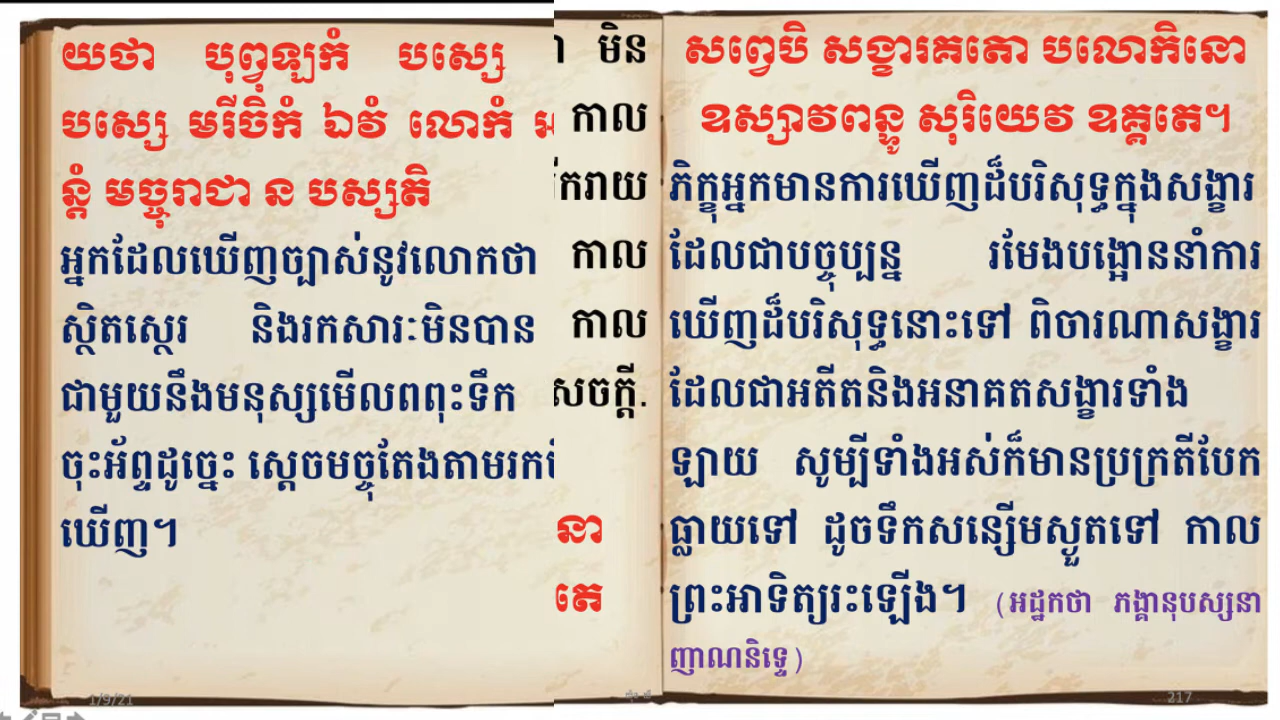 យថា បុព្វុឡកំ បស្សេ
បស្សេ មរីចិកំ ឯវំ លោកំ
ន្តំ មច្ចុរាជា ន បស្សតិ
អ្នកដែលឃើញច្បាស់នូវលោកថា
ស្ថិតស្ថេរ និងរកសារៈមិនបាន
ជាមួយនឹងមនុស្សមើលពពុះទឹក
ចុះអ័ព្ទដូច្នេះ ស្តេចមច្ចុតែងតាមរក
ឃើញ។
1/9/21
មិន
កាល
ករាយ
កាល
កាល
សចក្តី.
នា
តេ
សព្វេបិ សង្ខារគតោ បលោកិនោ
ឧស្សាវពន្ទូ សុរិយេវ ឧគ្គតេ។
ភិក្ខុអ្នកមានការឃើញដ៏បរិសុទ្ធក្នុងសង្ខារ
ដែលជាបច្ចុប្បន្ន រមែងបង្អោននាំការ
ឃើញដ៏បរិសុទ្ធនោះទៅ ពិចារណាសង្ខារ
ដែលជាអតីតនិងអនាគតសង្ខារទាំង
ឡាយ សូម្បីទាំងអស់ក៏មានប្រក្រតីបែក
ធ្លាយទៅ ដូចទឹកសន្សើមស្ងួតទៅ កាល
ព្រះអាទិត្យរះឡើង។ (អដ្ឋកថា ភង្គានុបស្សនា
ញាណនិទ្ទេ)
217